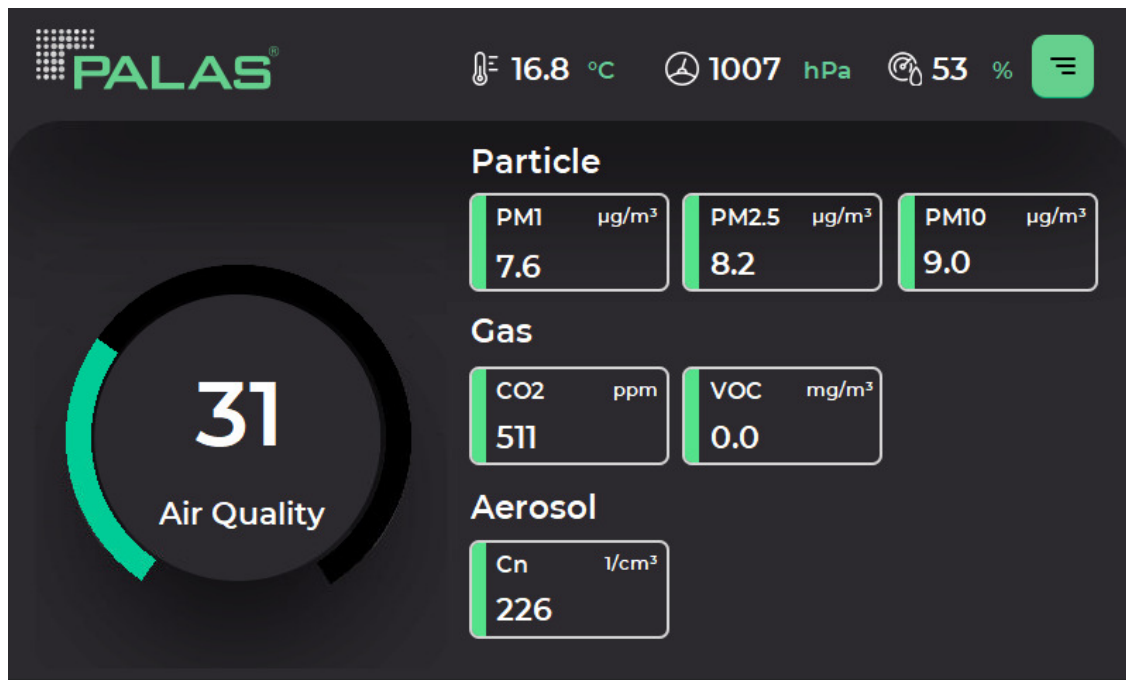 PALAS®
16.8 °C 1007 hPa 53 %
Particle
PM1 µg/m³ PM2.5 µg/m³ PM10 µg/m³
7.6 8.2 9.0
Gas
CO2 ppm VOC mg/m³
511 0.0
31
Air Quality
Aerosol
Cn 1/cm³
226